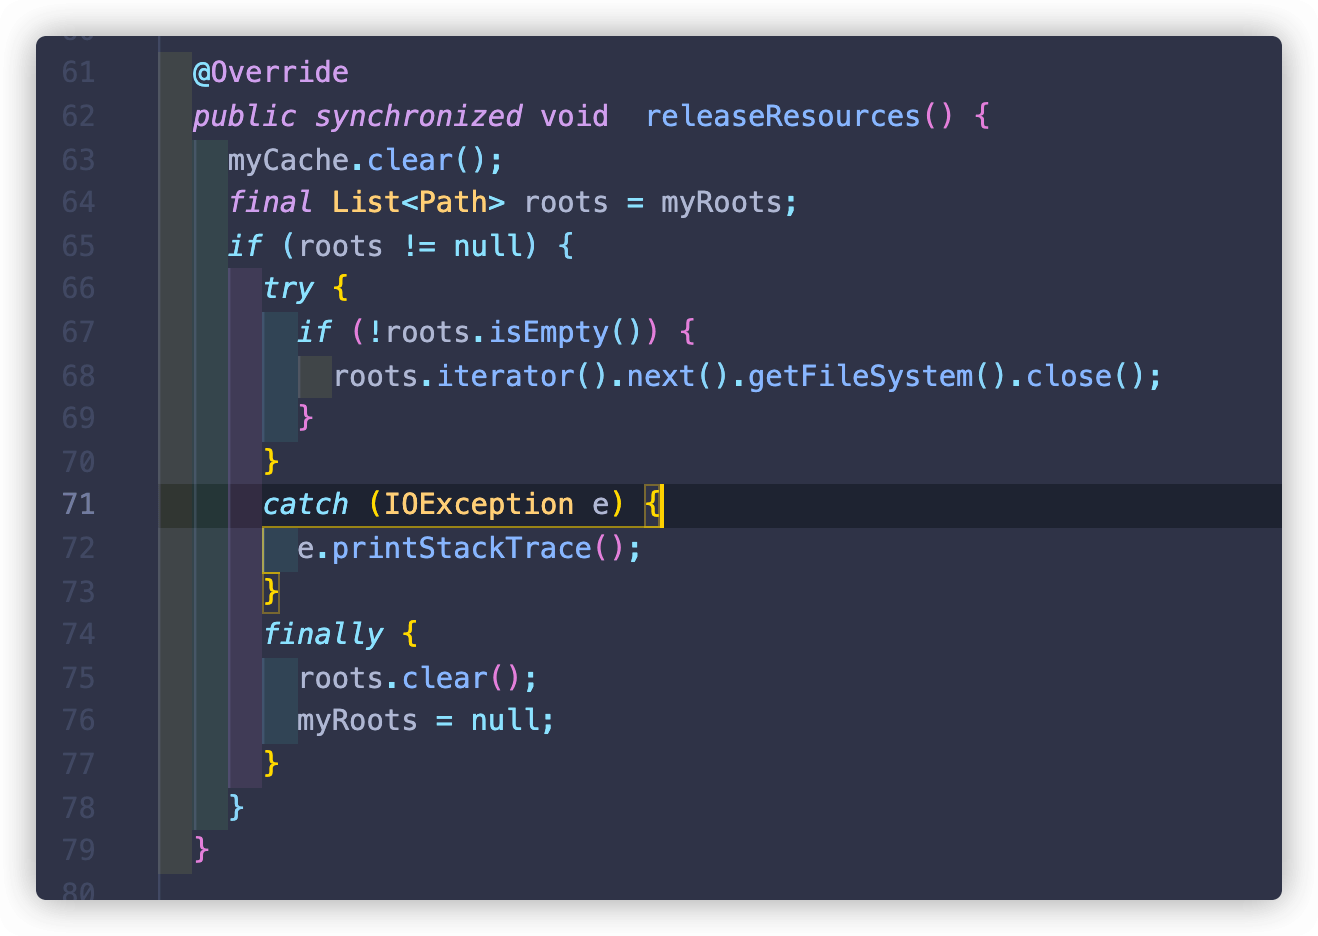 60
61 @Override
62 public synchronized void  releaseResources() {
63 myCache.clear();
64 final List<Path> roots = myRoots;
65 if (roots != null) {
66 try {
67 if (!roots.isEmpty()) {
68 roots.iterator().next().getFileSystem().close();
69 }
70 }
71 catch (IOException e) {
72 e.printStackTrace();
73 }
74 finally {
75 roots.clear();
76 myRoots = null;
77 }
78 }
79 }
80